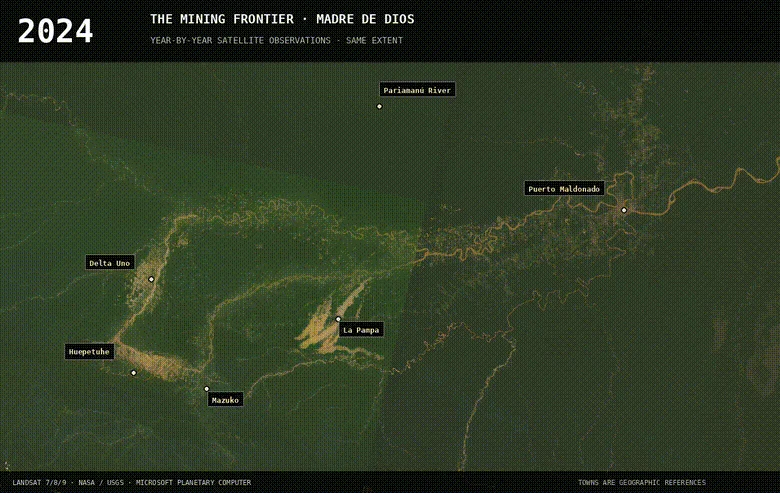 2024
THE MINING FRONTIER · MADRE DE DIOS
YEAR-BY-YEAR SATELLITE OBSERVATIONS · SAME EXTENT
Pariamanú River
Puerto Maldonado
Delta Uno
La Pampa
Huepetuhe
Mazuko
LANDSAT 7/8/9 · NASA / USGS · MICROSOFT PLANETARY COMPUTER
TOWNS ARE GEOGRAPHIC REFERENCES